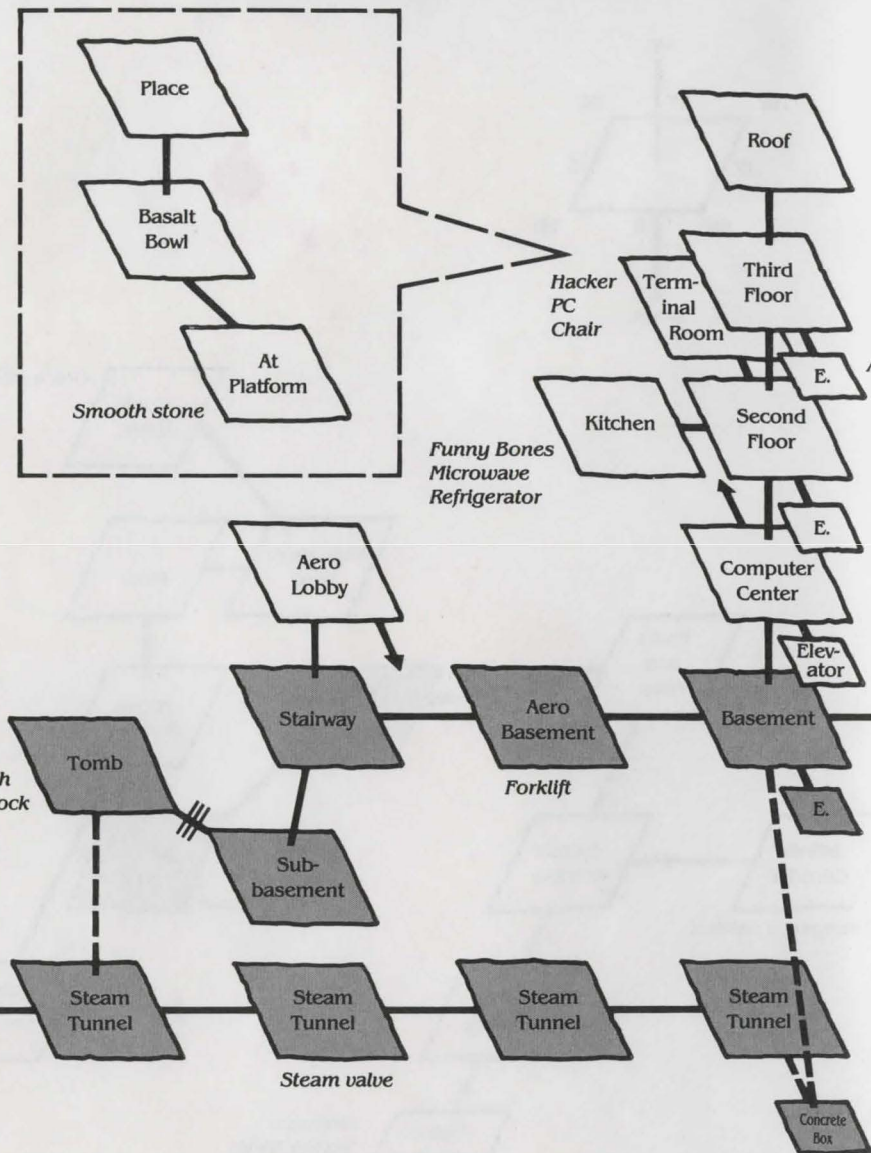 Place
Roof
Basalt
Bowl
Third
Floor
Hacker
PC
Chair
Term-
inal
Room
At
Platform
E.
Smooth stone
Kitchen
Second
Floor
Funny Bones
Microwave
Refrigerator
E.
Aero
Lobby
Computer
Center
Elev-
ator
Stairway
Aero
Basement
Basement
Tomb
Forklift
E.
Sub-
basement
Steam
Tunnel
Steam
Tunnel
Steam
Tunnel
Steam
Tunnel
Steam valve
Concrete
Box